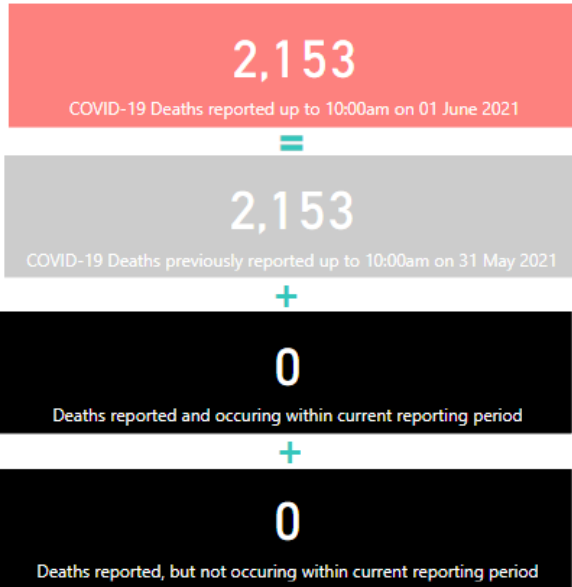 2,153
COVID-19 Deaths reported up to 10:00am on 01 June 2021
=
2,153
COVID-19 Deaths previously reported up to 10:00am on 31 May 2021
+
0
Deaths reported and occuring within current reporting period
+
0
Deaths reported, but not occuring within current reporting period